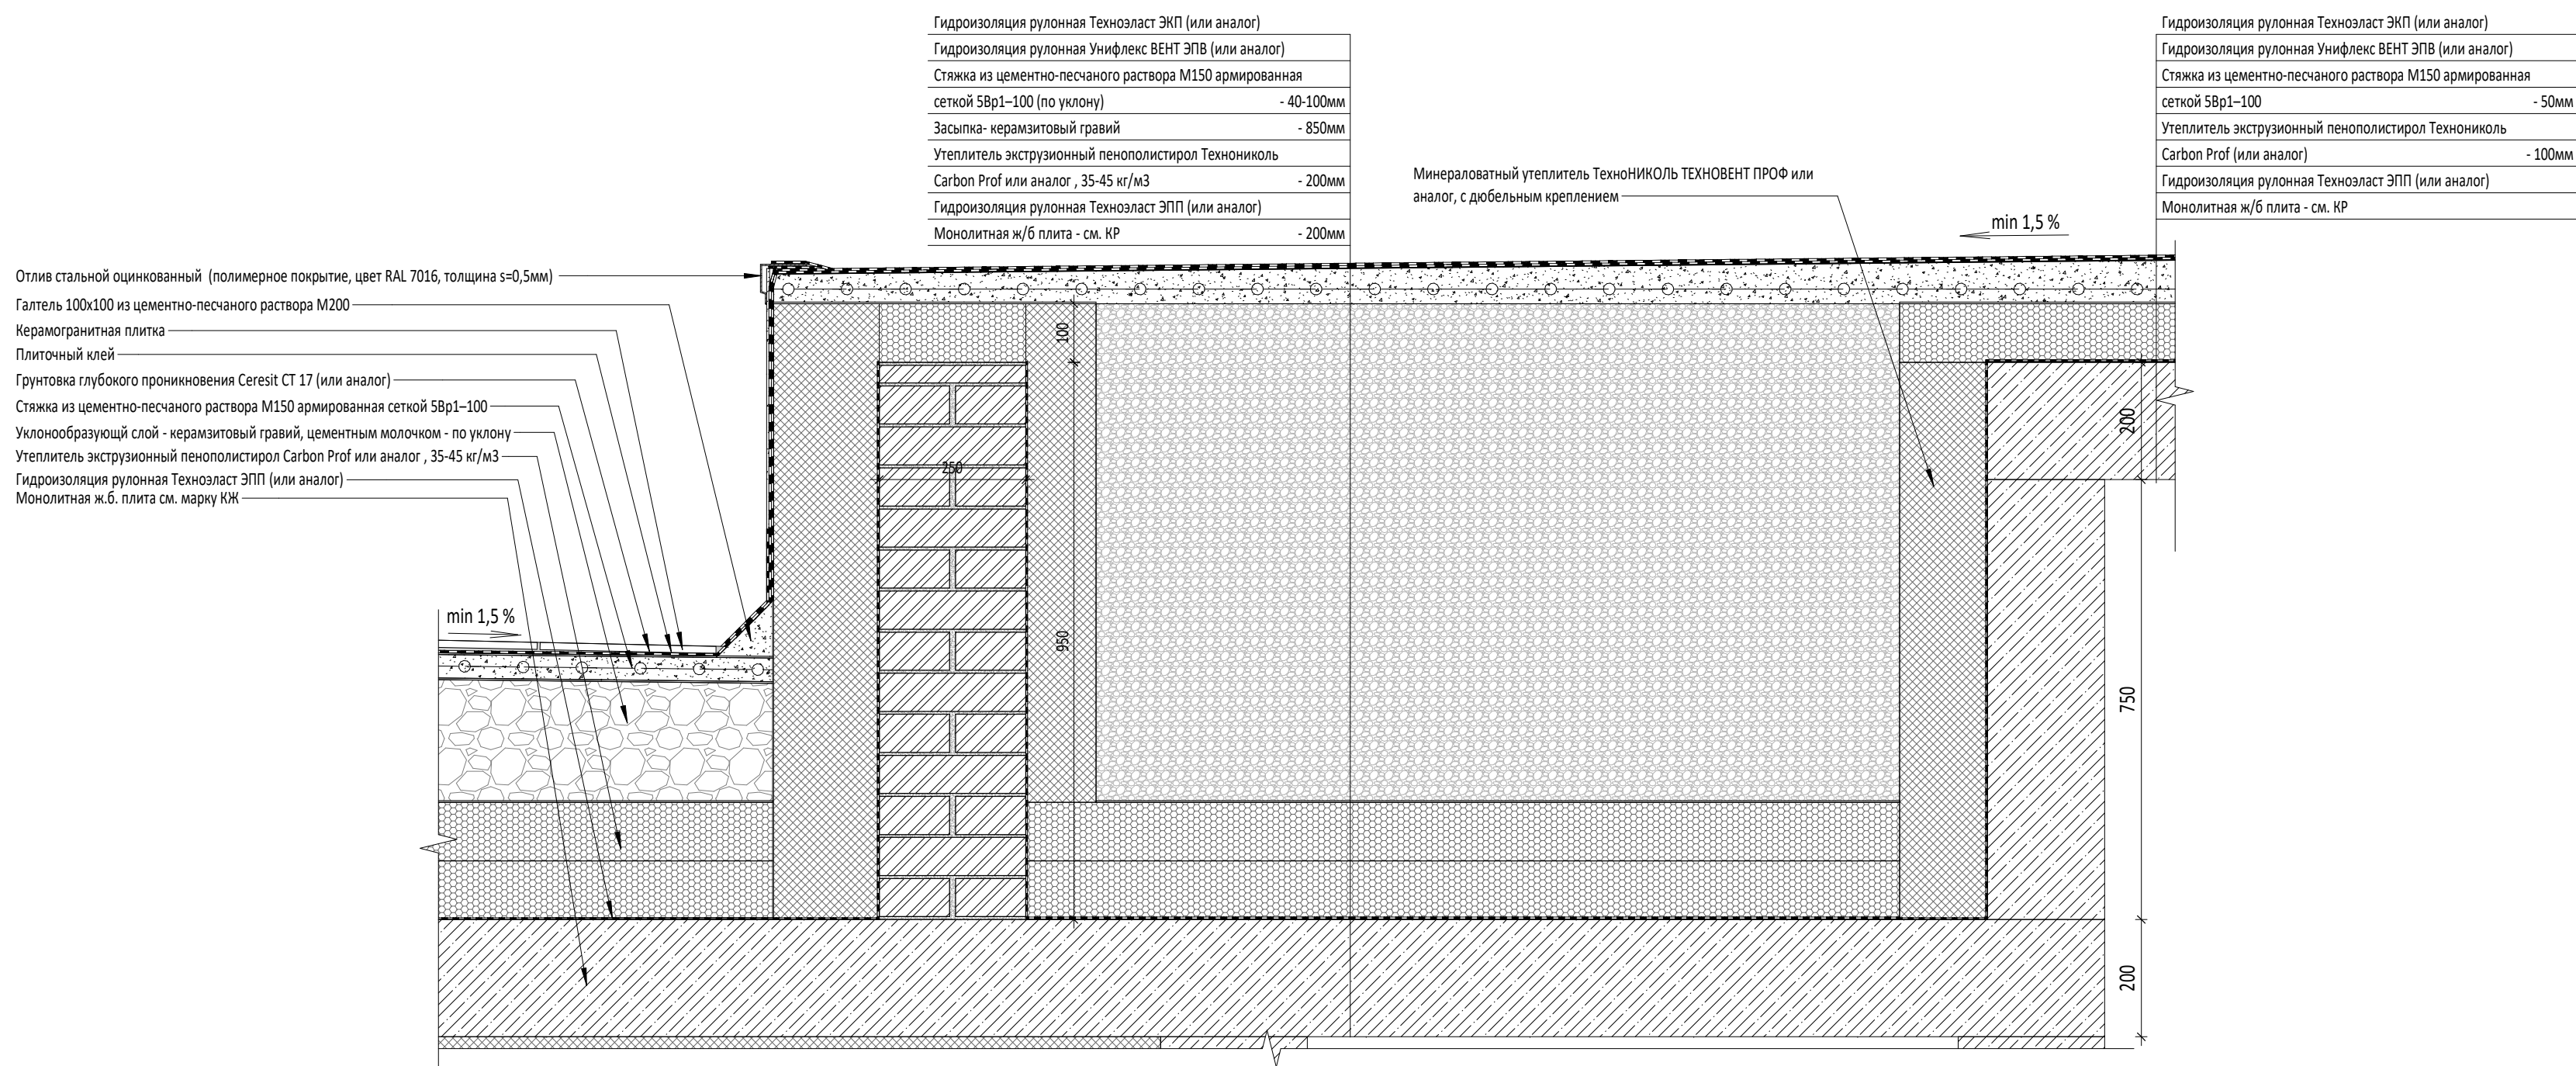 Гидроизоляция рулонная Техноэласт ЭКП (или аналог)
Гидроизоляция рулонная Унифлекс ВЕНТ ЭПВ (или аналог)
Стяжка из цементно-песчаного раствора М150 армированная
сеткой 5Вр1–100 (по уклону) - 40-100мм
Засыпка- керамзитовый гравий - 850мм
Утеплитель экструзионный пенополистирол Технониколь
Carbon Prof или аналог , 35-45 кг/м3 - 200мм
Гидроизоляция рулонная Техноэласт ЭПП (или аналог)
Монолитная ж/б плита - см. КР - 200мм
Гидроизоляция рулонная Техноэласт ЭКП (или аналог)
Гидроизоляция рулонная Унифлекс ВЕНТ ЭПВ (или аналог)
Стяжка из цементно-песчаного раствора М150 армированная
сеткой 5Вр1–100 - 50мм
Утеплитель экструзионный пенополистирол Технониколь
Carbon Prof (или аналог) - 100мм
Гидроизоляция рулонная Техноэласт ЭПП (или аналог)
Монолитная ж/б плита - см. КР
Минераловатный утеплитель ТехноНИКОЛЬ ТЕХНОВЕНТ ПРОФ или
аналог, с дюбельным креплением
min 1,5 %
Отлив стальной оцинкованный (полимерное покрытие, цвет RAL 7016, толщина s=0,5мм)
Галтель 100х100 из цементно-песчаного раствора М200
Керамогранитная плитка
Плиточный клей
Грунтовка глубокого проникновения Ceresit CT 17 (или аналог)
Стяжка из цементно-песчаного раствора М150 армированная сеткой 5Вр1–100
Уклонообразующй слой - керамзитовый гравий, цементным молочком - по уклону
Утеплитель экструзионный пенополистирол Carbon Prof или аналог , 35-45 кг/м3
Гидроизоляция рулонная Техноэласт ЭПП (или аналог)
Монолитная ж.б. плита см. марку КЖ
min 1,5 %
100
250
950
200
750
200